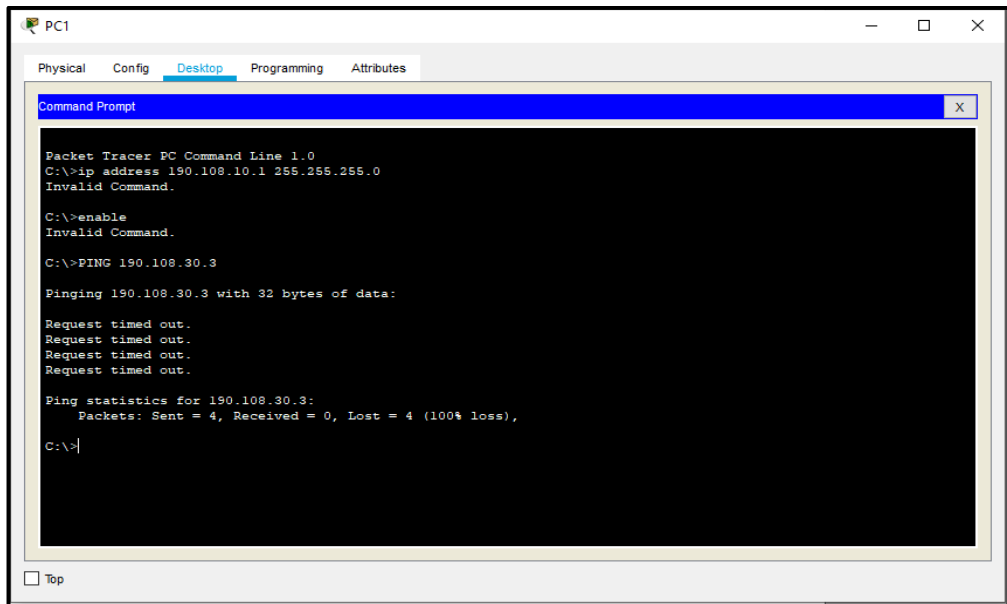 PC1
Physical Config Desktop Programming Attributes
Command Prompt X
Packet Tracer PC Command Line 1.0
C:\>ip address 190.108.10.1 255.255.255.0
Invalid Command.
C:\>enable
Invalid Command.
C:\>PING 190.108.30.3
Pinging 190.108.30.3 with 32 bytes of data:
Request timed out.
Request timed out.
Request timed out.
Request timed out.
Ping statistics for 190.108.30.3:
Packets: Sent = 4, Received = 0, Lost = 4 (100% loss),
C:\>
Top